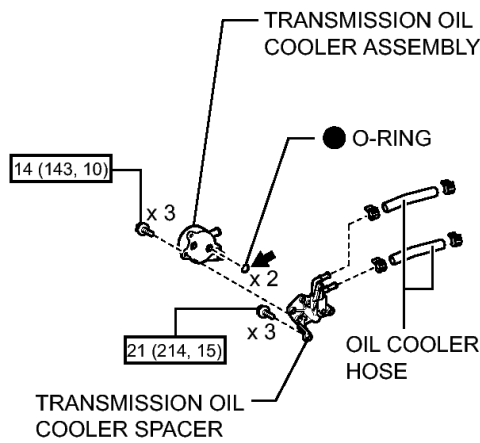 TRANSMISSION OIL
COOLER ASSEMBLY
O-RING
14 (143, 10)
x 3
x 2
x 3
21 (214, 15)
OIL COOLER
HOSE
TRANSMISSION OIL
COOLER SPACER